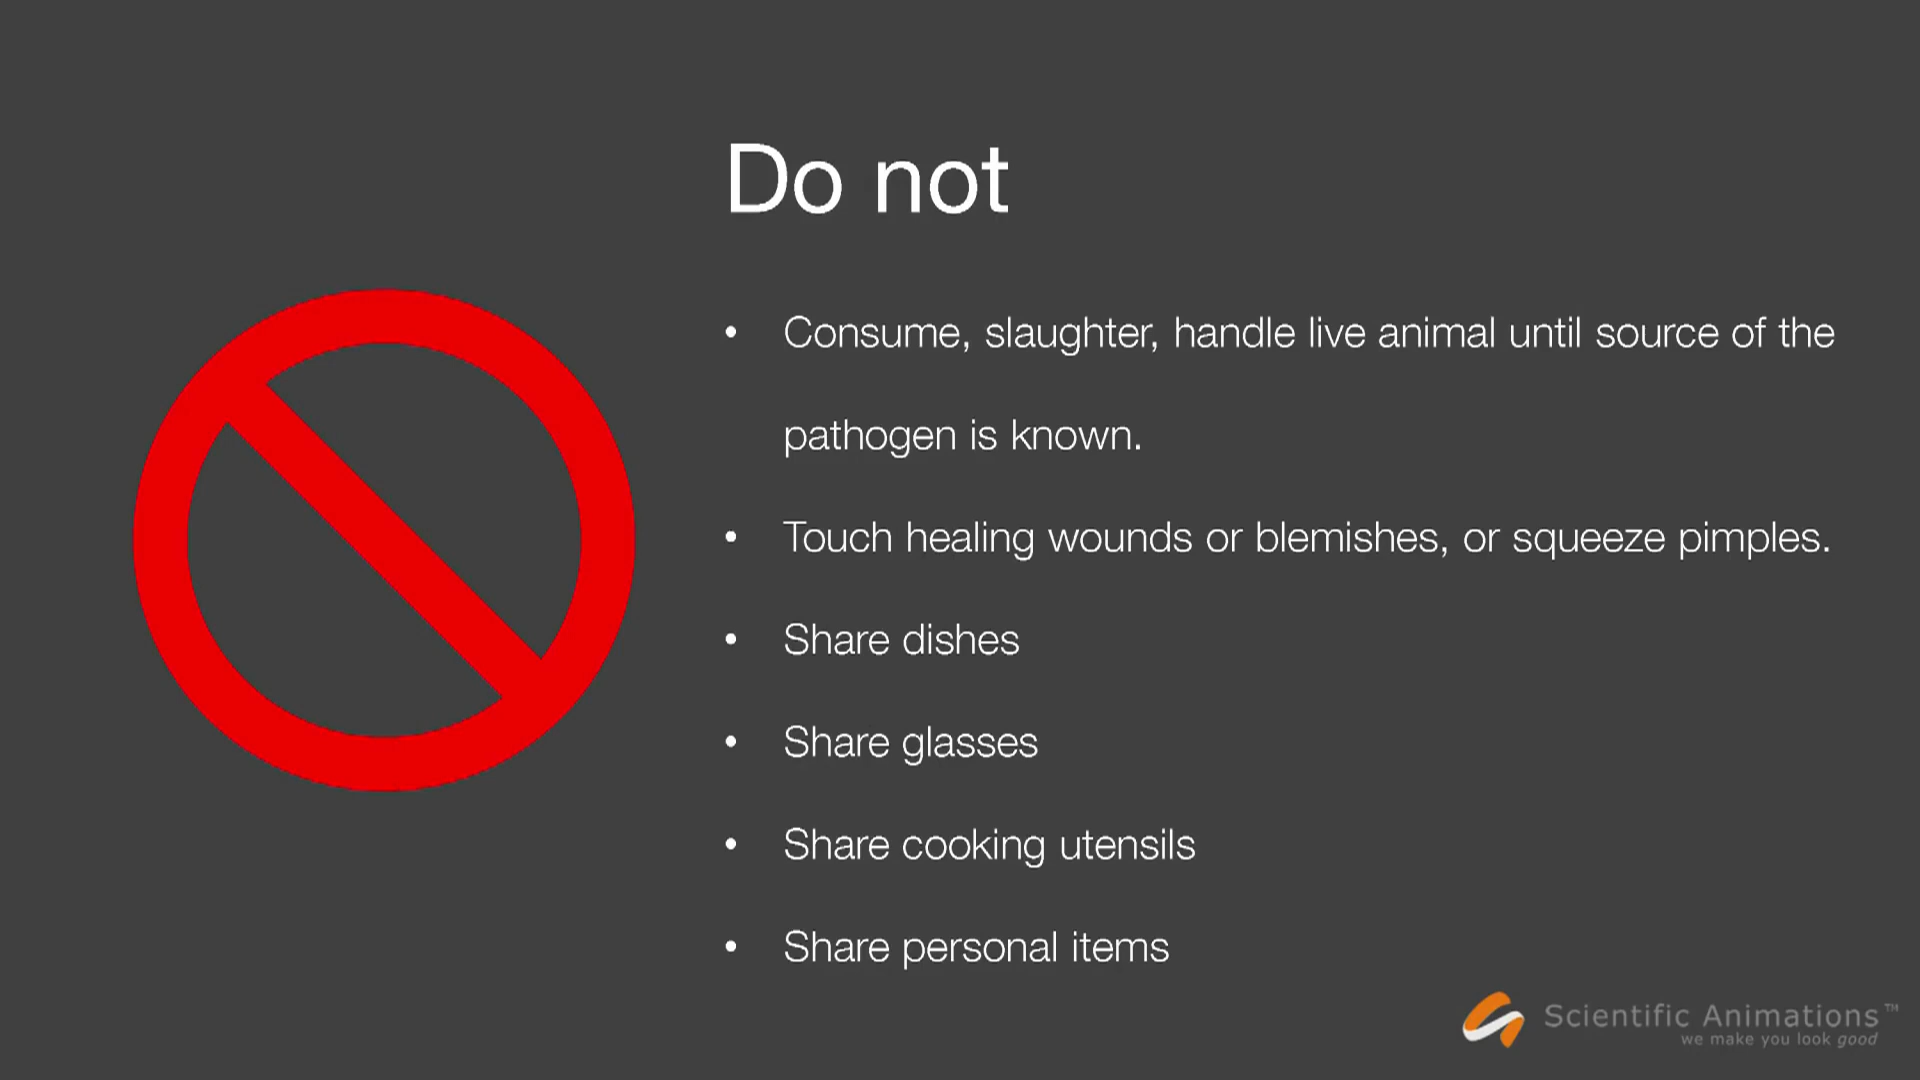 Do not
• Consume, slaughter, handle live animal until source of the
pathogen is known.
• Touch healing wounds or blemishes, or squeeze pimples.
• Share dishes
• Share glasses
• Share cooking utensils
• Share personal items
Scientific Animations™
we make you look good